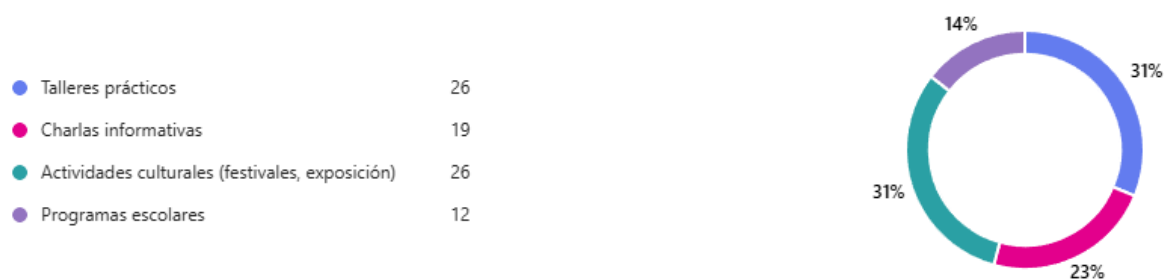 Talleres prácticos 26
Charlas informativas 19
Actividades culturales (festivales, exposición) 26
Programas escolares 12
14%
31%
31%
23%